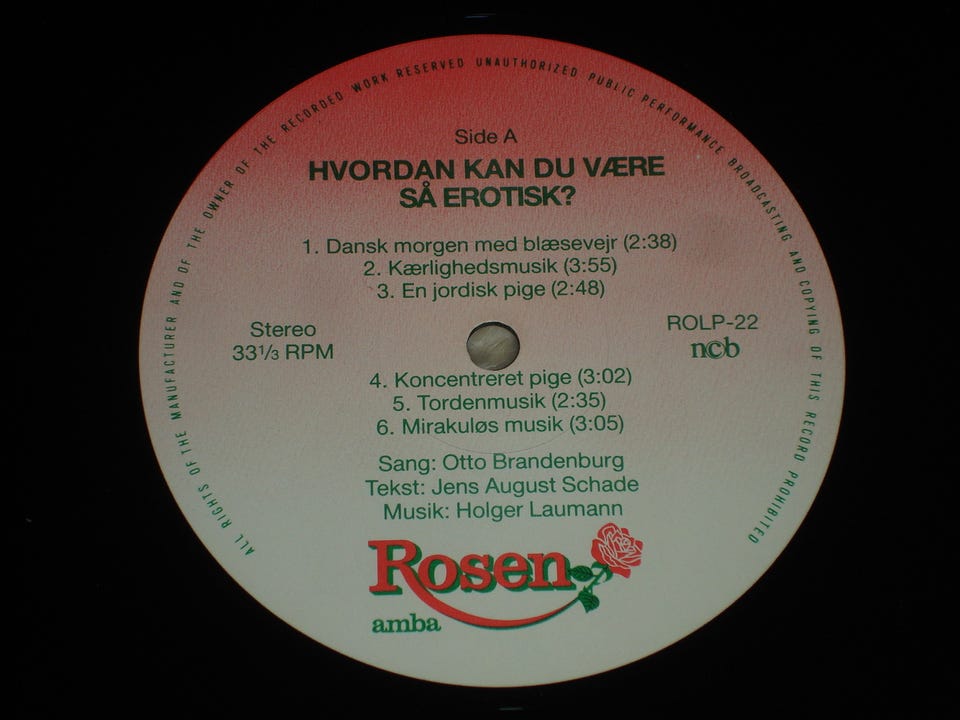 ALL RIGHTS OF THE MANUFACTURER AND OF THE OWNER OF THE RECORDED WORK RESERVED UNAUTHORIZED PUBLIC PERFORMANCE BROADCASTING AND COPYING OF THIS RECORD PROHIBITED
Side A
HVORDAN KAN DU VÆRE
SÅ EROTISK?
1. Dansk morgen med blæsevejr (2:38)
2. Kærlighedsmusik (3:55)
3. En jordisk pige (2:48)
Stereo
33⅓ RPM
ROLP-22
ncb
4. Koncentreret pige (3:02)
5. Tordenmusik (2:35)
6. Mirakuløs musik (3:05)
Sang: Otto Brandenburg
Tekst: Jens August Schade
Musik: Holger Laumann
Rosen
amba